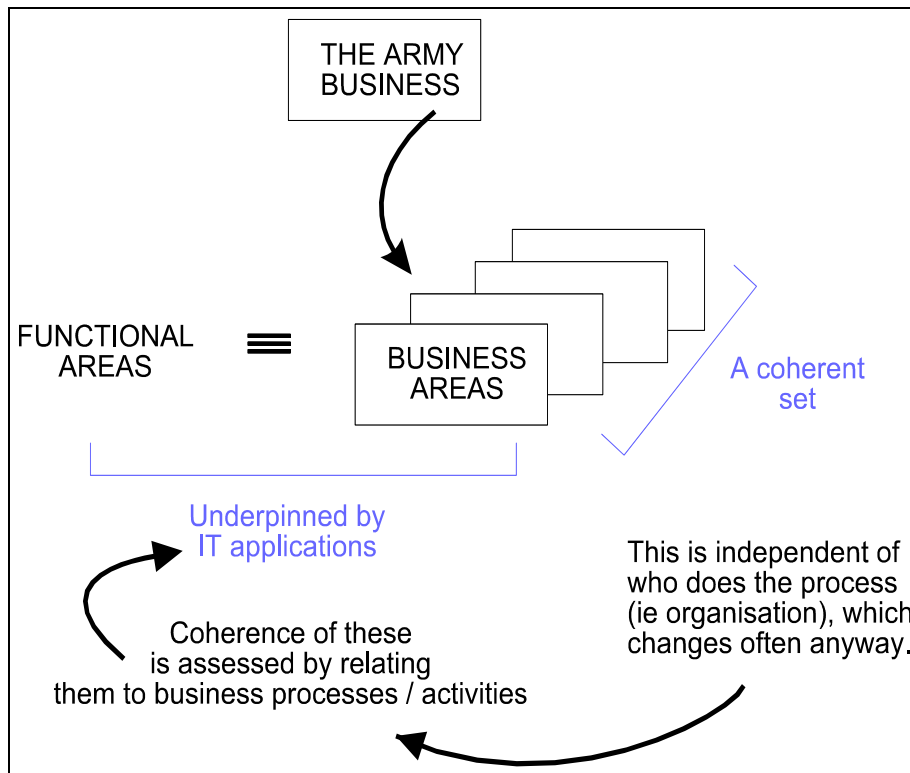 THE ARMY
BUSINESS
FUNCTIONAL
AREAS
BUSINESS
AREAS
A coherent
set
Underpinned by
IT applications
This is independent of
who does the process
(ie organisation), which
changes often anyway.
Coherence of these
is assessed by relating
them to business processes / activities